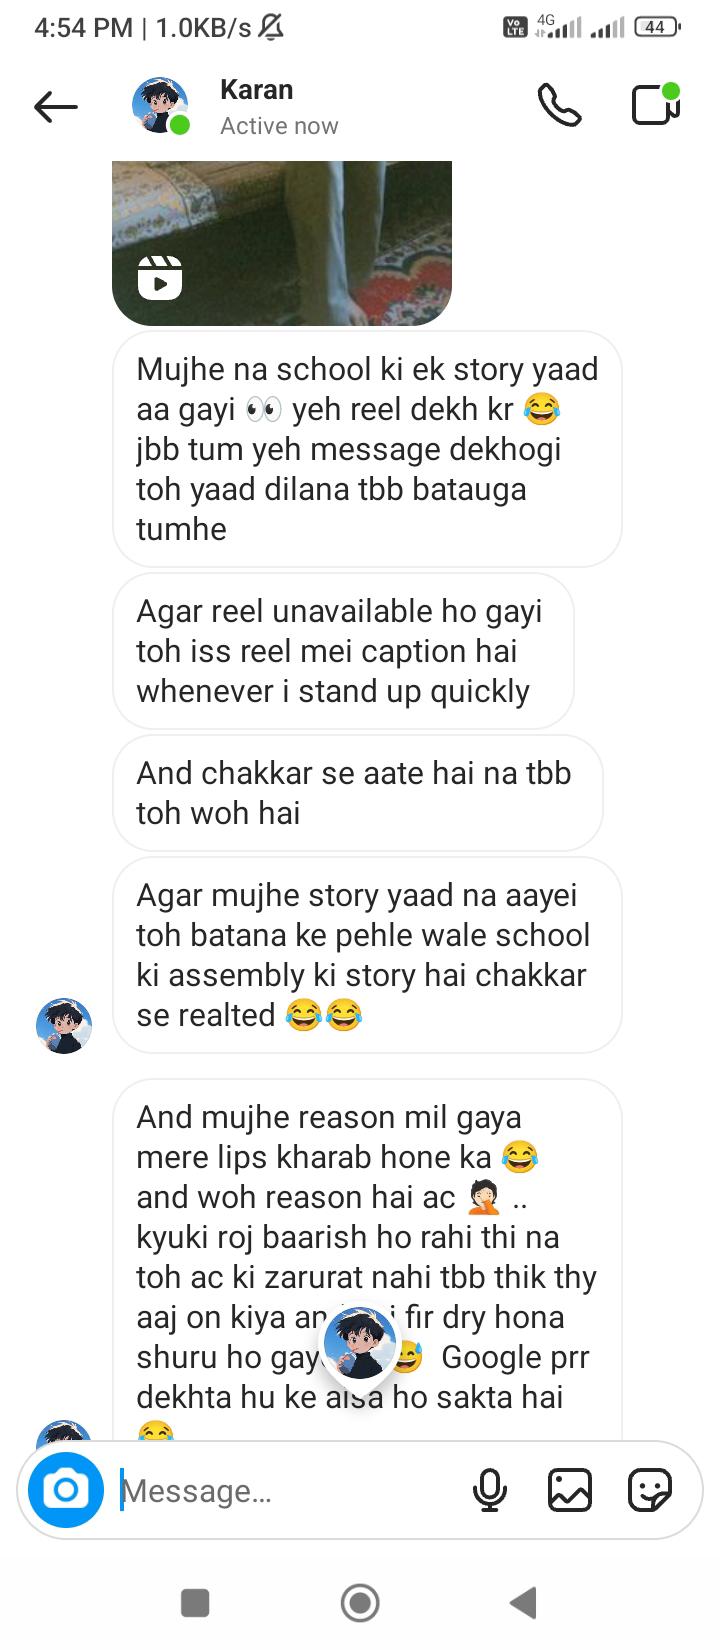 4:54 PM | 1.0KB/s
Vo LTE 4G 44
Karan
Active now
Mujhe na school ki ek story yaad
aa gayi 👀 yeh reel dekh kr 😂
jbb tum yeh message dekhogi
toh yaad dilana tbb batauga
tumhe
Agar reel unavailable ho gayi
toh iss reel mei caption hai
whenever i stand up quickly
And chakkar se aate hai na tbb
toh woh hai
Agar mujhe story yaad na aayei
toh batana ke pehle wale school
ki assembly ki story hai chakkar
se realted 😂😂
And mujhe reason mil gaya
mere lips kharab hone ka 😂
and woh reason hai ac 🤦🏻 ..
kyuki roj baarish ho rahi thi na
toh ac ki zarurat nahi tbb thik thy
aaj on kiya fir dry hona
shuru ho 😅 Google prr
dekhta hu ke aisa ho sakta hai
😂
Message...